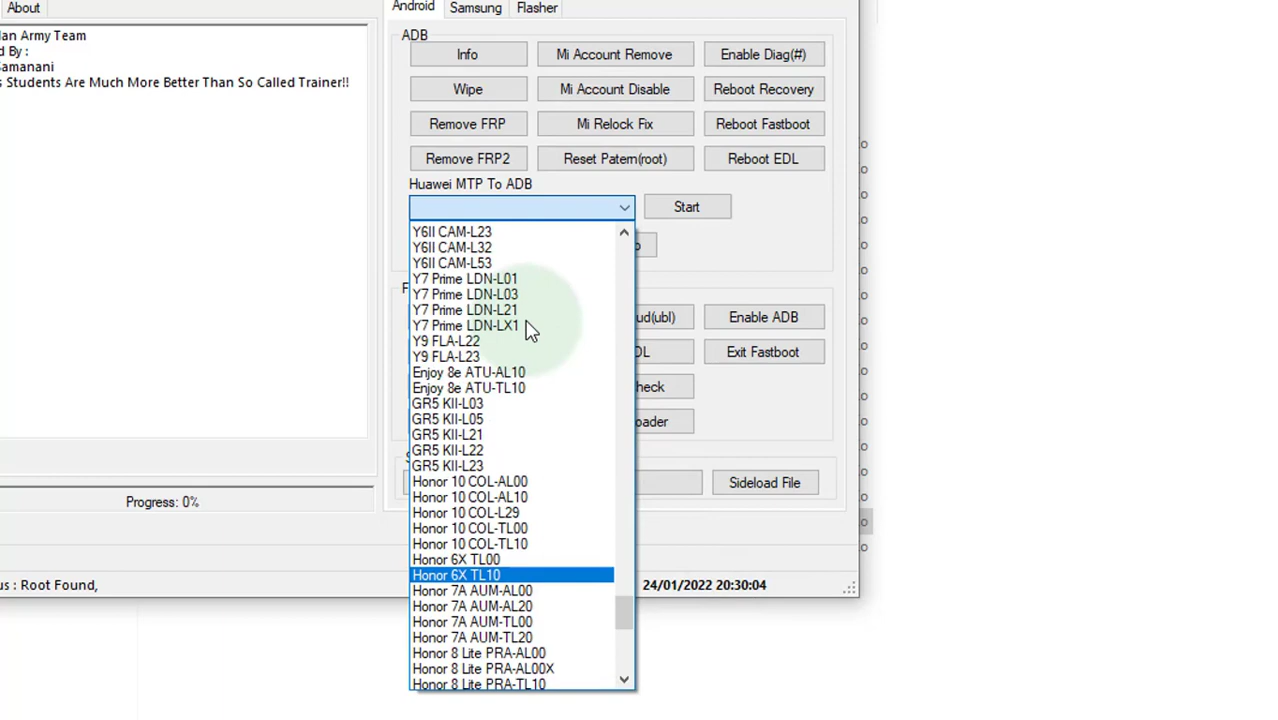 About
Android Samsung Flasher
Army Team
d By :
Samanani
s Students Are Much More Better Than So Called Trainer!!
Progress: 0%
us : Root Found,
ADB
Info Mi Account Remove Enable Diag(#)
Wipe Mi Account Disable Reboot Recovery
Remove FRP Mi Relock Fix Reboot Fastboot
Remove FRP2 Reset Patern(root) Reboot EDL
Huawei MTP To ADB
Start
Y6II CAM-L23
Y6II CAM-L32
Y6II CAM-L53
Y7 Prime LDN-L01
Y7 Prime LDN-L03
Y7 Prime LDN-L21
Y7 Prime LDN-LX1
Y9 FLA-L22
Y9 FLA-L23
Enjoy 8e ATU-AL10
Enjoy 8e ATU-TL10
GR5 KII-L03
GR5 KII-L05
GR5 KII-L21
GR5 KII-L22
GR5 KII-L23
Honor 10 COL-AL00
Honor 10 COL-AL10
Honor 10 COL-L29
Honor 10 COL-TL00
Honor 10 COL-TL10
Honor 6X TL00
Honor 6X TL10
Honor 7A AUM-AL00
Honor 7A AUM-AL20
Honor 7A AUM-TL00
Honor 7A AUM-TL20
Honor 8 Lite PRA-AL00
Honor 8 Lite PRA-AL00X
Honor 8 Lite PRA-TL10
ud(ubl) Enable ADB
DL Exit Fastboot
heck
oader
Sideload File
24/01/2022 20:30:04